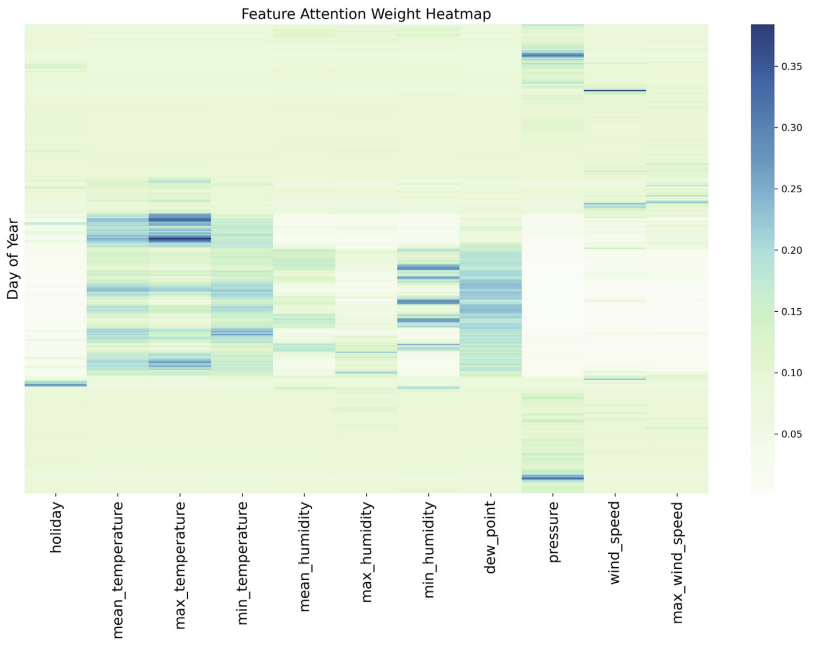 Feature Attention Weight Heatmap
Day of Year
holiday
mean_temperature
max_temperature
min_temperature
mean_humidity
max_humidity
min_humidity
dew_point
pressure
wind_speed
max_wind_speed
0.35
0.30
0.25
0.20
0.15
0.10
0.05